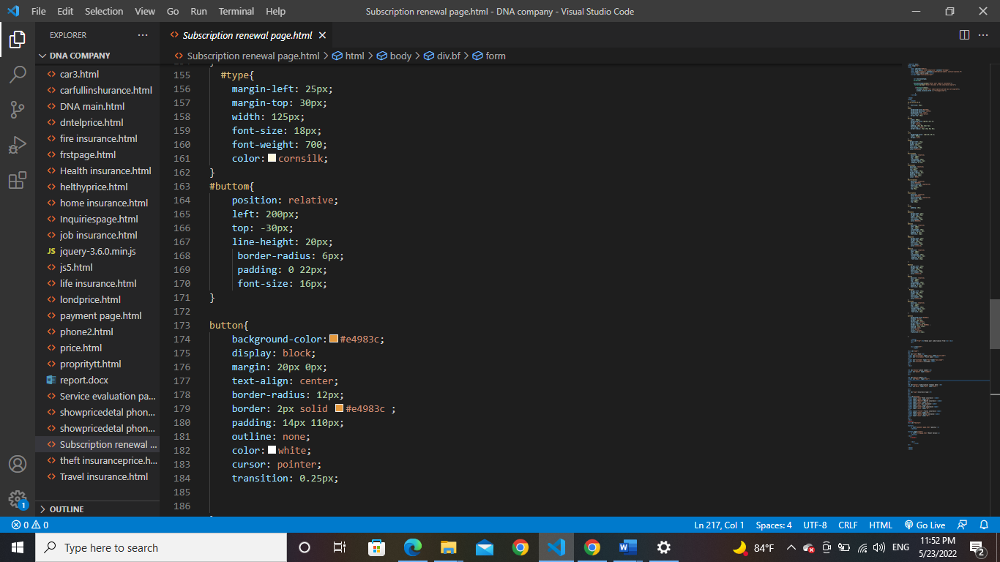 File Edit Selection View Go Run Terminal Help
Subscription renewal page.html - DNA company - Visual Studio Code
EXPLORER
DNA COMPANY
car3.html
carfullinshurance.html
DNA main.html
dntelprice.html
fire insurance.html
frstpage.html
Health insurance.html
helthyprice.html
home insurance.html
Inquiriespage.html
job insurance.html
JS jquery-3.6.0.min.js
js5.html
life insurance.html
londprice.html
payment page.html
phone2.html
price.html
propritytt.html
report.docx
Service evaluation pa...
showpricedetal phon...
showpricedetal phon...
Subscription renewal ...
theft insuranceprice.h...
Travel insurance.html
OUTLINE
Subscription renewal page.html
Subscription renewal page.html > html > body > div.bf > form
155 #type{
156 margin-left: 25px;
157 margin-top: 30px;
158 width: 125px;
159 font-size: 18px;
160 font-weight: 700;
161 color: cornsilk;
162 }
163 #buttom{
164 position: relative;
165 left: 200px;
166 top: -30px;
167 line-height: 20px;
168 border-radius: 6px;
169 padding: 0 22px;
170 font-size: 16px;
171 }
172
173 button{
174 background-color: #e4983c;
175 display: block;
176 margin: 20px 0px;
177 text-align: center;
178 border-radius: 12px;
179 border: 2px solid #e4983c ;
180 padding: 14px 110px;
181 outline: none;
182 color: white;
183 cursor: pointer;
184 transition: 0.25px;
185
186
1
0 0
Ln 217, Col 1 Spaces: 4 UTF-8 CRLF HTML Go Live
Type here to search
84°F
ENG
11:52 PM
5/23/2022
2